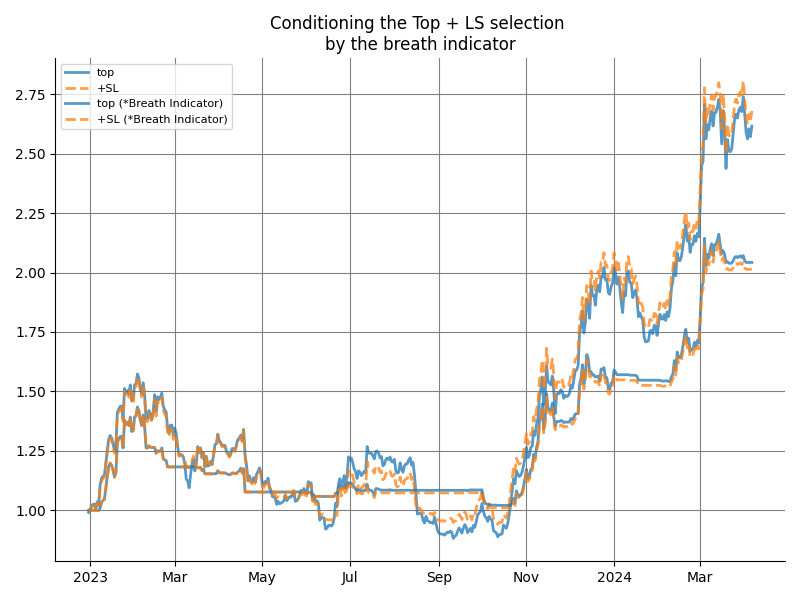 Conditioning the Top + LS selection
by the breath indicator
top
+SL
top (*Breath Indicator)
+SL (*Breath Indicator)
2.75
2.50
2.25
2.00
1.75
1.50
1.25
1.00
2023 Mar May Jul Sep Nov 2024 Mar